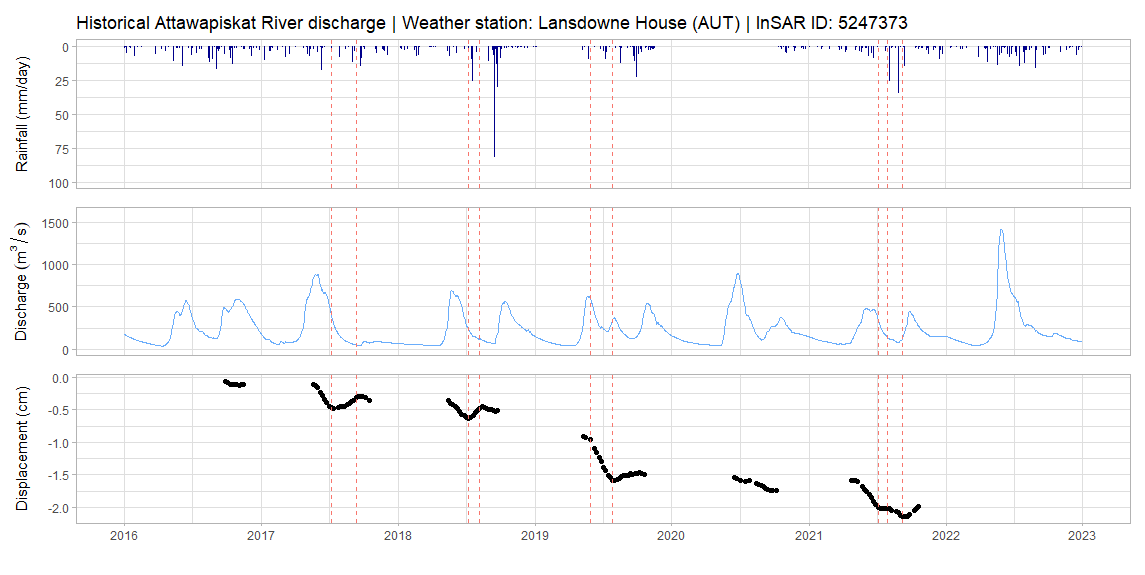 Historical Attawapiskat River discharge | Weather station: Lansdowne House (AUT) | InSAR ID: 5247373
Rainfall (mm/day)
0
25
50
75
100
Discharge (m³/s)
1500
1000
500
0
Displacement (cm)
0.0
-0.5
-1.0
-1.5
-2.0
2016 2017 2018 2019 2020 2021 2022 2023